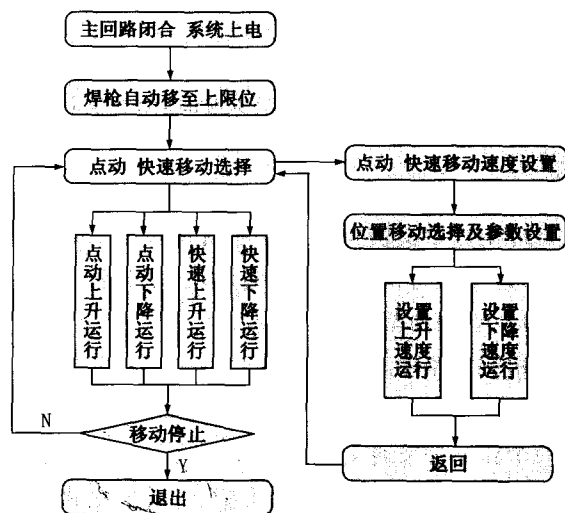 主回路闭合 系统上电
焊枪自动移至上限位
点动 快速移动选择
点动 快速移动速度设置
位置移动选择及参数设置
点动上升运行
点动下降运行
快速上升运行
快速下降运行
设置上升速度运行
设置下降速度运行
N
移动停止
Y
返回
退出